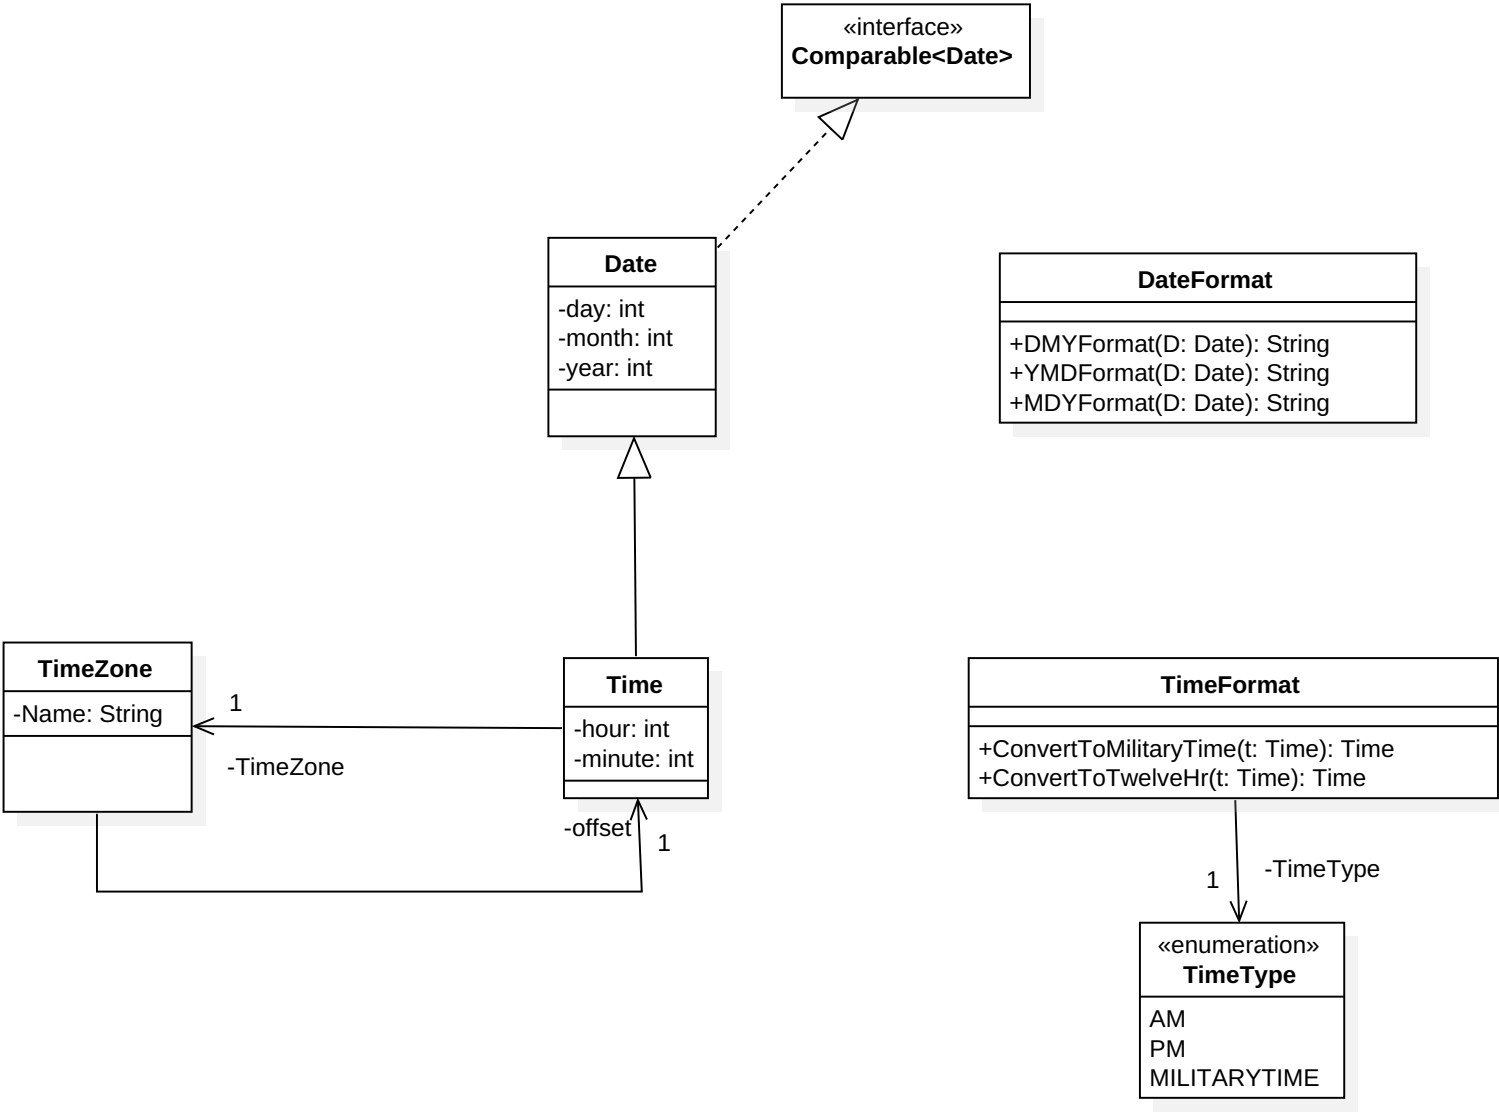 «interface»
Comparable<Date>
Date
-day: int
-month: int
-year: int
DateFormat
+DMYFormat(D: Date): String
+YMDFormat(D: Date): String
+MDYFormat(D: Date): String
TimeZone
-Name: String
1
-TimeZone
Time
-hour: int
-minute: int
-offset
1
TimeFormat
+ConvertToMilitaryTime(t: Time): Time
+ConvertToTwelveHr(t: Time): Time
1
-TimeType
«enumeration»
TimeType
AM
PM
MILITARYTIME